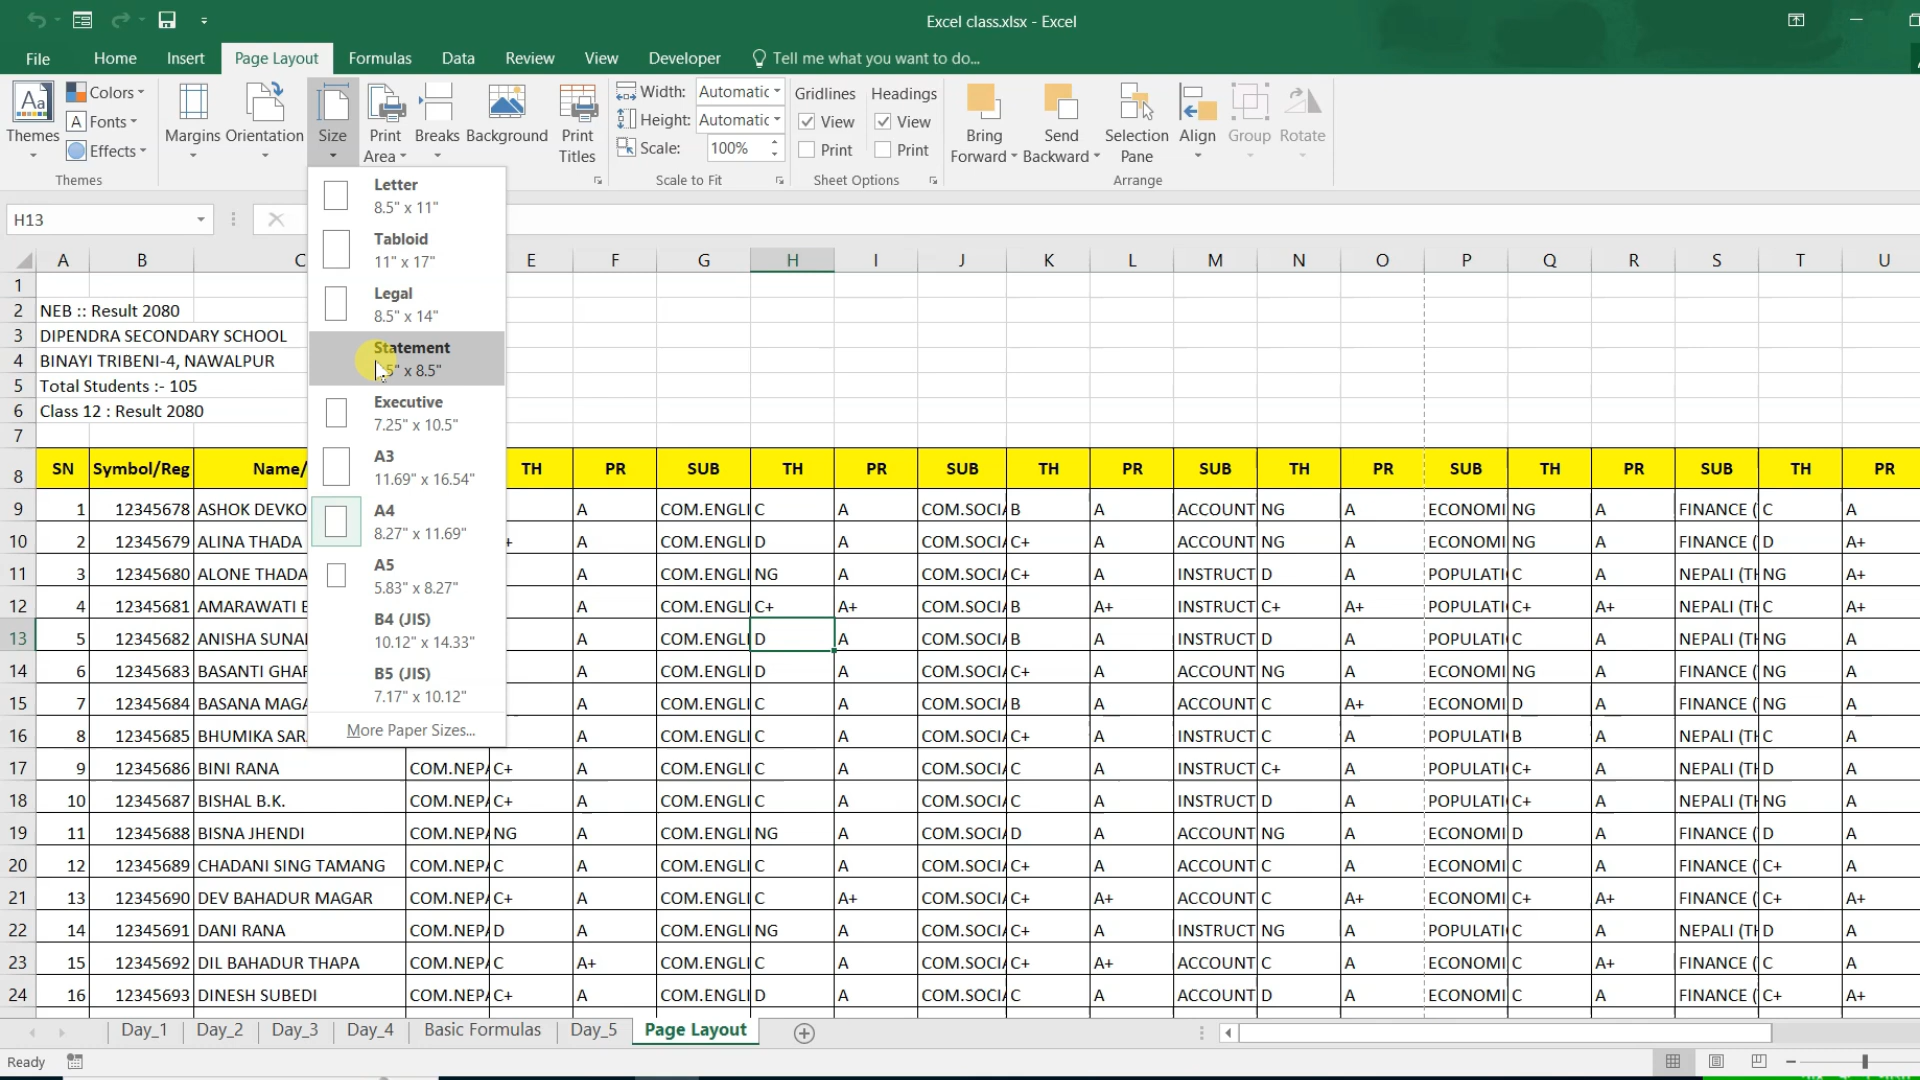 Excel class.xlsx - Excel
File Home Insert Page Layout Formulas Data Review View Developer Tell me what you want to do...
Themes Colors Fonts Effects Margins Orientation Size Print Area Breaks Background Print Titles
Width: Automatic Height: Automatic Scale: 100%
Gridlines View Print Headings View Print
Bring Forward Send Backward Selection Pane Align Group Rotate
Themes Scale to Fit Sheet Options Arrange
H13
Letter
8.5" x 11"
Tabloid
11" x 17"
Legal
8.5" x 14"
Statement
x 8.5"
Executive
7.25" x 10.5"
A3
11.69" x 16.54"
A4
8.27" x 11.69"
A5
5.83" x 8.27"
B4 (JIS)
10.12" x 14.33"
B5 (JIS)
7.17" x 10.12"
More Paper Sizes...
A B C E F G H I J K L M N O P Q R S T U
1
2 NEB :: Result 2080
3 DIPENDRA SECONDARY SCHOOL
4 BINAYI TRIBENI-4, NAWALPUR
5 Total Students :- 105
6 Class 12 : Result 2080
7
8 SN Symbol/Reg Name/ TH PR SUB TH PR SUB TH PR SUB TH PR SUB TH PR SUB TH PR
9 1 12345678 ASHOK DEVKO A COM.ENGLI C A COM.SOCI B A ACCOUNT NG A ECONOMI NG A FINANCE ( C A
10 2 12345679 ALINA THADA + A COM.ENGLI D A COM.SOCI C+ A ACCOUNT NG A ECONOMI NG A FINANCE ( D A+
11 3 12345680 ALONE THADA A COM.ENGLI NG A COM.SOCI C+ A INSTRUCT D A POPULATI C A NEPALI (TH NG A+
12 4 12345681 AMARAWATI A COM.ENGLI C+ A+ COM.SOCI B A+ INSTRUCT C+ A+ POPULATI C+ A+ NEPALI (TH C A+
13 5 12345682 ANISHA SUNA A COM.ENGLI D A COM.SOCI B A INSTRUCT D A POPULATI C A NEPALI (TH NG A
14 6 12345683 BASANTI GHA A COM.ENGLI D A COM.SOCI C+ A ACCOUNT NG A ECONOMI NG A FINANCE ( NG A
15 7 12345684 BASANA MAGA A COM.ENGLI C A COM.SOCI B A ACCOUNT C A+ ECONOMI D A FINANCE ( NG A
16 8 12345685 BHUMIKA SAR A COM.ENGLI C A COM.SOCI C+ A INSTRUCT C A POPULATI B A NEPALI (TH C A
17 9 12345686 BINI RANA COM.NEPA C+ A COM.ENGLI C A COM.SOCI C A INSTRUCT C+ A POPULATI C+ A NEPALI (TH D A
18 10 12345687 BISHAL B.K. COM.NEPA C+ A COM.ENGLI C A COM.SOCI C A INSTRUCT D A POPULATI C+ A NEPALI (TH NG A
19 11 12345688 BISNA JHENDI COM.NEPA NG A COM.ENGLI NG A COM.SOCI D A ACCOUNT NG A ECONOMI D A FINANCE ( D A
20 12 12345689 CHADANI SING TAMANG COM.NEPA C A COM.ENGLI C A COM.SOCI C+ A ACCOUNT C A ECONOMI C A FINANCE ( C+ A
21 13 12345690 DEV BAHADUR MAGAR COM.NEPA C+ A COM.ENGLI C A+ COM.SOCI C+ A+ ACCOUNT C A+ ECONOMI C+ A+ FINANCE ( C+ A+
22 14 12345691 DANI RANA COM.NEPA D A COM.ENGLI NG A COM.SOCI C+ A INSTRUCT NG A POPULATI C A NEPALI (TH D A
23 15 12345692 DIL BAHADUR THAPA COM.NEPA C A+ COM.ENGLI C A COM.SOCI C+ A+ ACCOUNT C A ECONOMI C A+ FINANCE ( C A
24 16 12345693 DINESH SUBEDI COM.NEPA C+ A COM.ENGLI D A COM.SOCI C A ACCOUNT D A ECONOMI C A FINANCE ( C+ A+
Day_1 Day_2 Day_3 Day_4 Basic Formulas Day_5 Page Layout
Ready